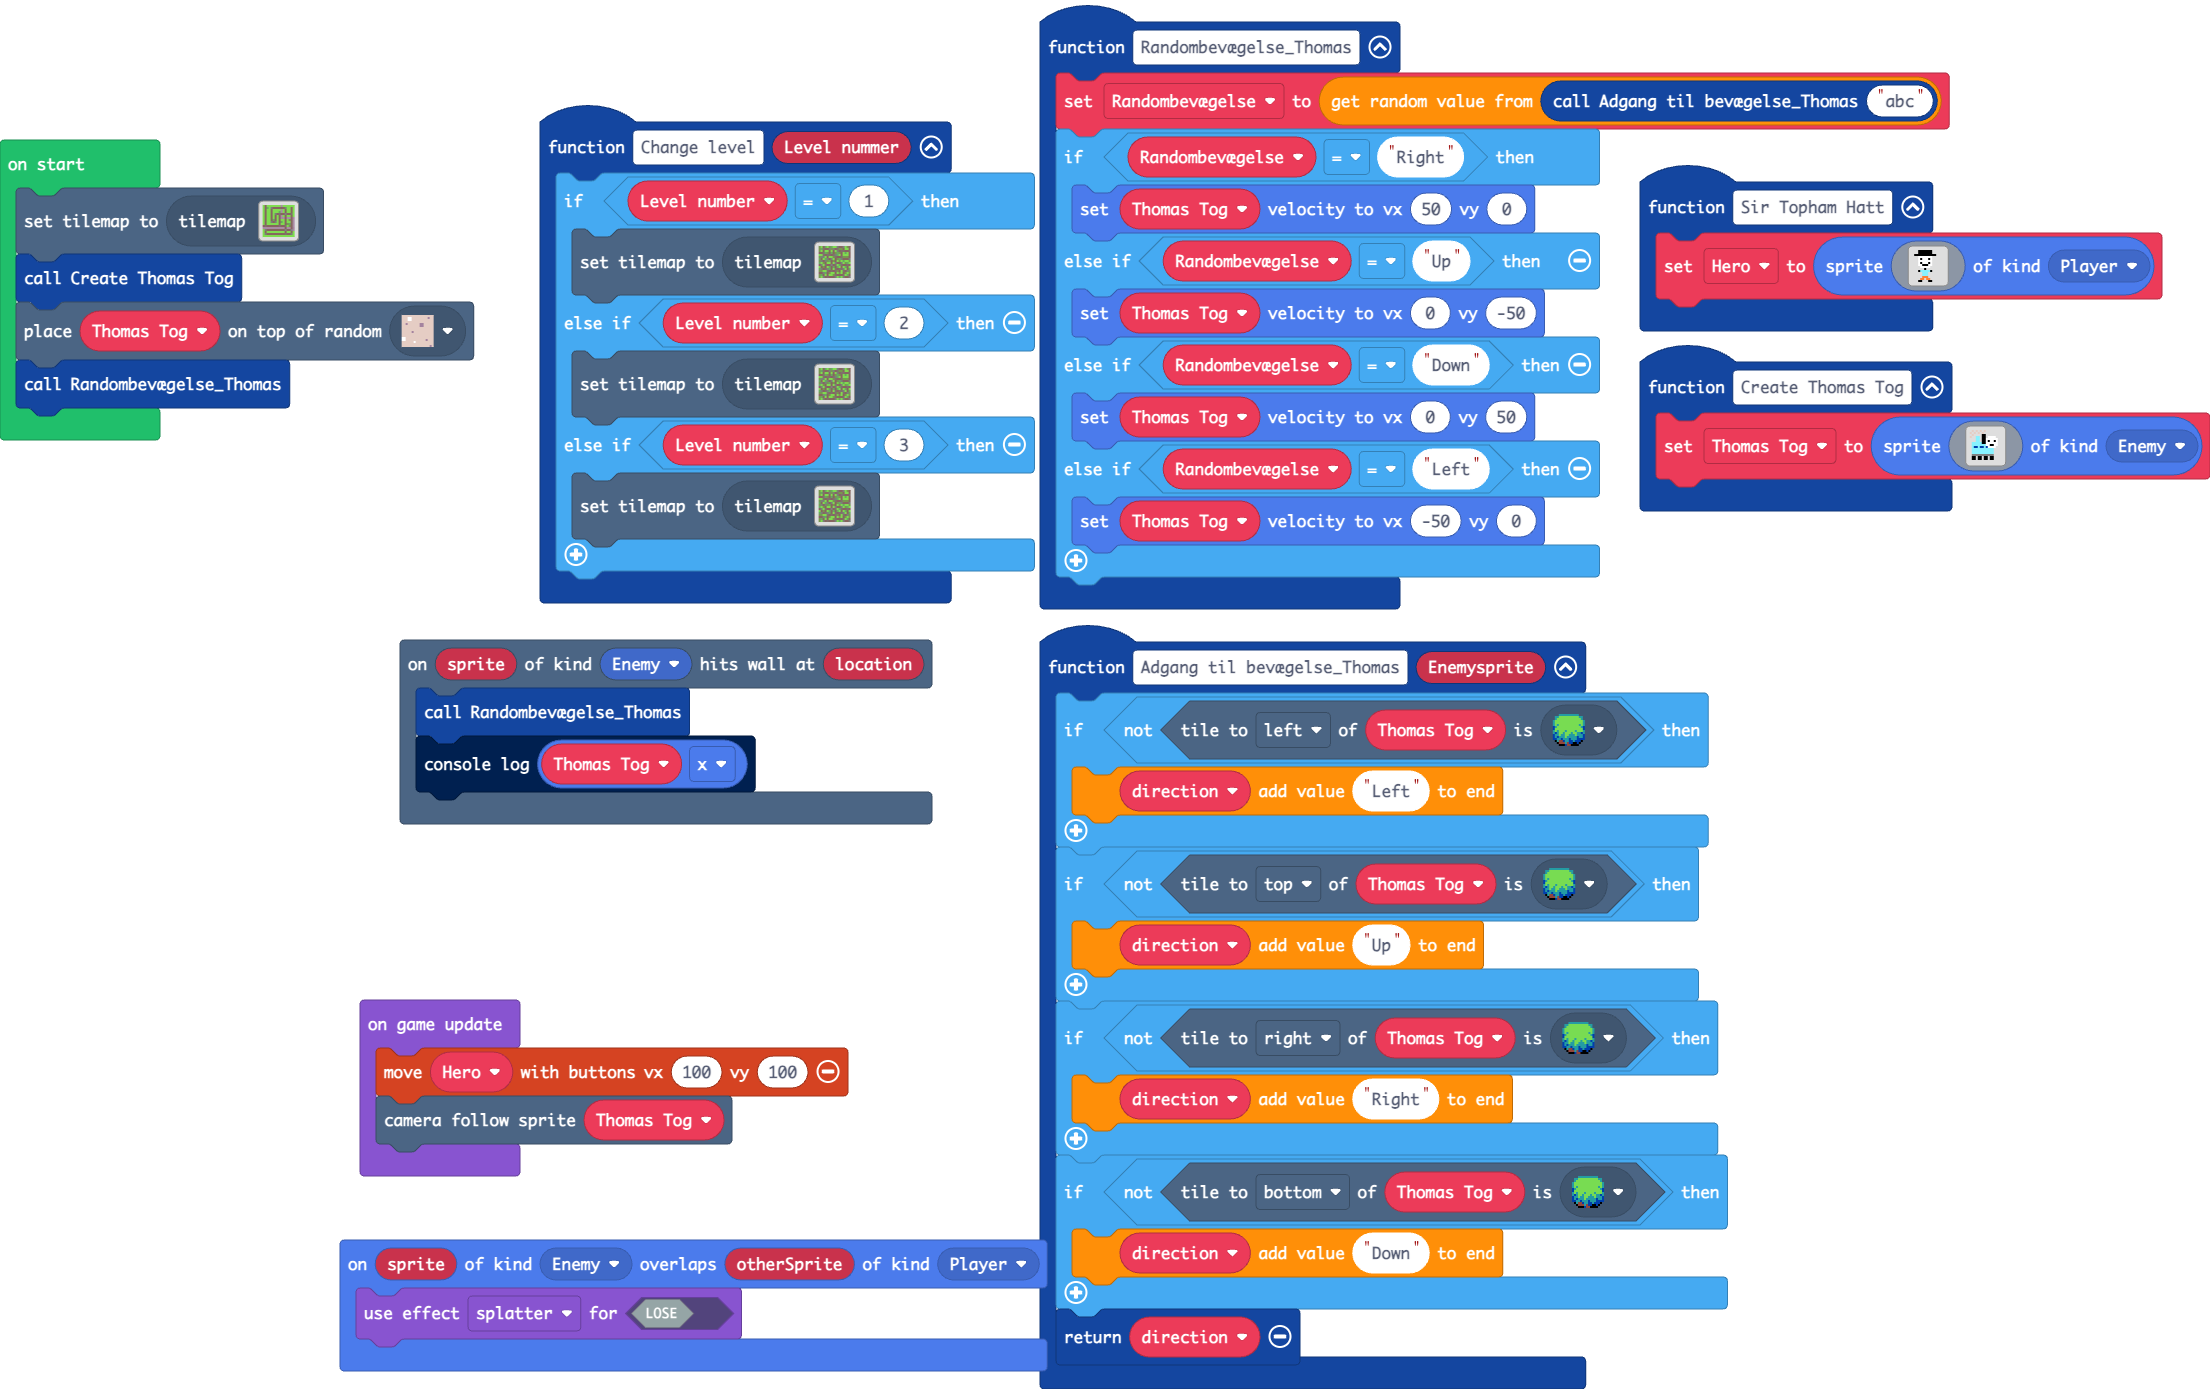 on start
set tilemap to tilemap
call Create Thomas Tog
place Thomas Tog on top of random
call Randombevægelse_Thomas
function Change level Level nummer
if Level number = 1 then
set tilemap to tilemap
else if Level number = 2 then
set tilemap to tilemap
else if Level number = 3 then
set tilemap to tilemap
function Randombevægelse_Thomas
set Randombevægelse to get random value from call Adgang til bevægelse_Thomas "abc"
if Randombevægelse = "Right" then
set Thomas Tog velocity to vx 50 vy 0
else if Randombevægelse = "Up" then
set Thomas Tog velocity to vx 0 vy -50
else if Randombevægelse = "Down" then
set Thomas Tog velocity to vx 0 vy 50
else if Randombevægelse = "Left" then
set Thomas Tog velocity to vx -50 vy 0
function Sir Topham Hatt
set Hero to sprite of kind Player
function Create Thomas Tog
set Thomas Tog to sprite of kind Enemy
on sprite of kind Enemy hits wall at location
call Randombevægelse_Thomas
console log Thomas Tog x
on game update
move Hero with buttons vx 100 vy 100
camera follow sprite Thomas Tog
on sprite of kind Enemy overlaps otherSprite of kind Player
use effect splatter for LOSE
function Adgang til bevægelse_Thomas Enemysprite
if not tile to left of Thomas Tog is then
direction add value "Left" to end
if not tile to top of Thomas Tog is then
direction add value "Up" to end
if not tile to right of Thomas Tog is then
direction add value "Right" to end
if not tile to bottom of Thomas Tog is then
direction add value "Down" to end
return direction